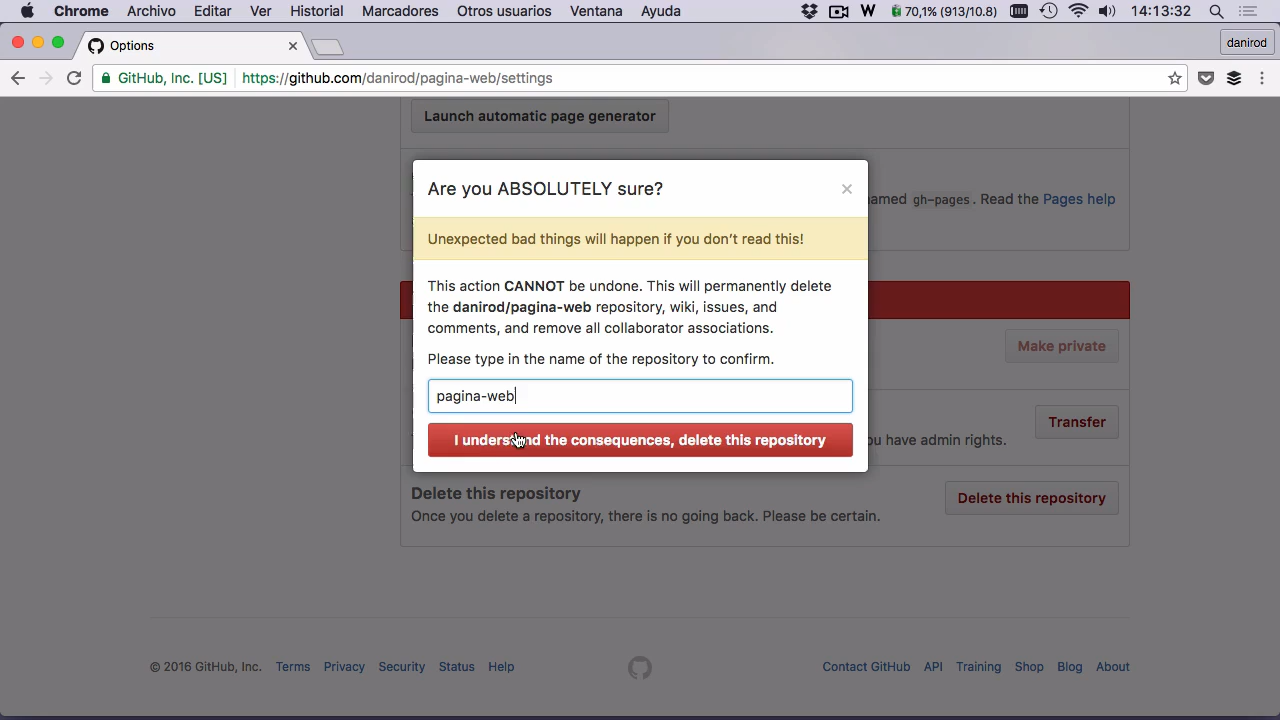 Chrome Archivo Editar Ver Historial Marcadores Otros usuarios Ventana Ayuda W 70,1% (913/10.8) 14:13:32
Options danirod
GitHub, Inc. [US] https://github.com/danirod/pagina-web/settings
Launch automatic page generator
Are you ABSOLUTELY sure?
named gh-pages. Read the Pages help
Unexpected bad things will happen if you don’t read this!
This action CANNOT be undone. This will permanently delete
the danirod/pagina-web repository, wiki, issues, and
comments, and remove all collaborator associations.
Make private
Please type in the name of the repository to confirm.
pagina-web
Transfer
I understand the consequences, delete this repository
you have admin rights.
Delete this repository
Once you delete a repository, there is no going back. Please be certain.
Delete this repository
© 2016 GitHub, Inc. Terms Privacy Security Status Help Contact GitHub API Training Shop Blog About